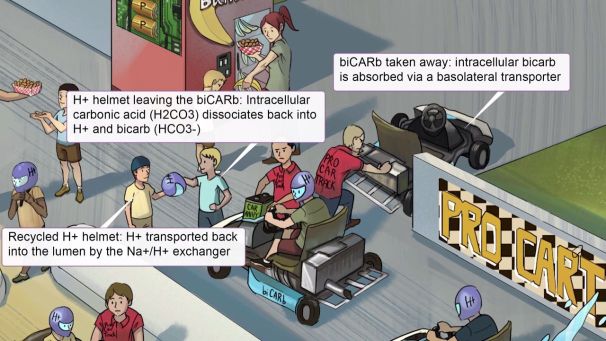 biCARb taken away: intracellular bicarb
is absorbed via a basolateral transporter
H+ helmet leaving the biCARb: Intracellular
carbonic acid (H2CO3) dissociates back into
H+ and bicarb (HCO3-)
H+
H+
PRO
CAR
TRACK
CAR
H+
Recycled H+ helmet: H+ transported back
into the lumen by the Na+/H+ exchanger
PRO CART
biCARb
H+
H+